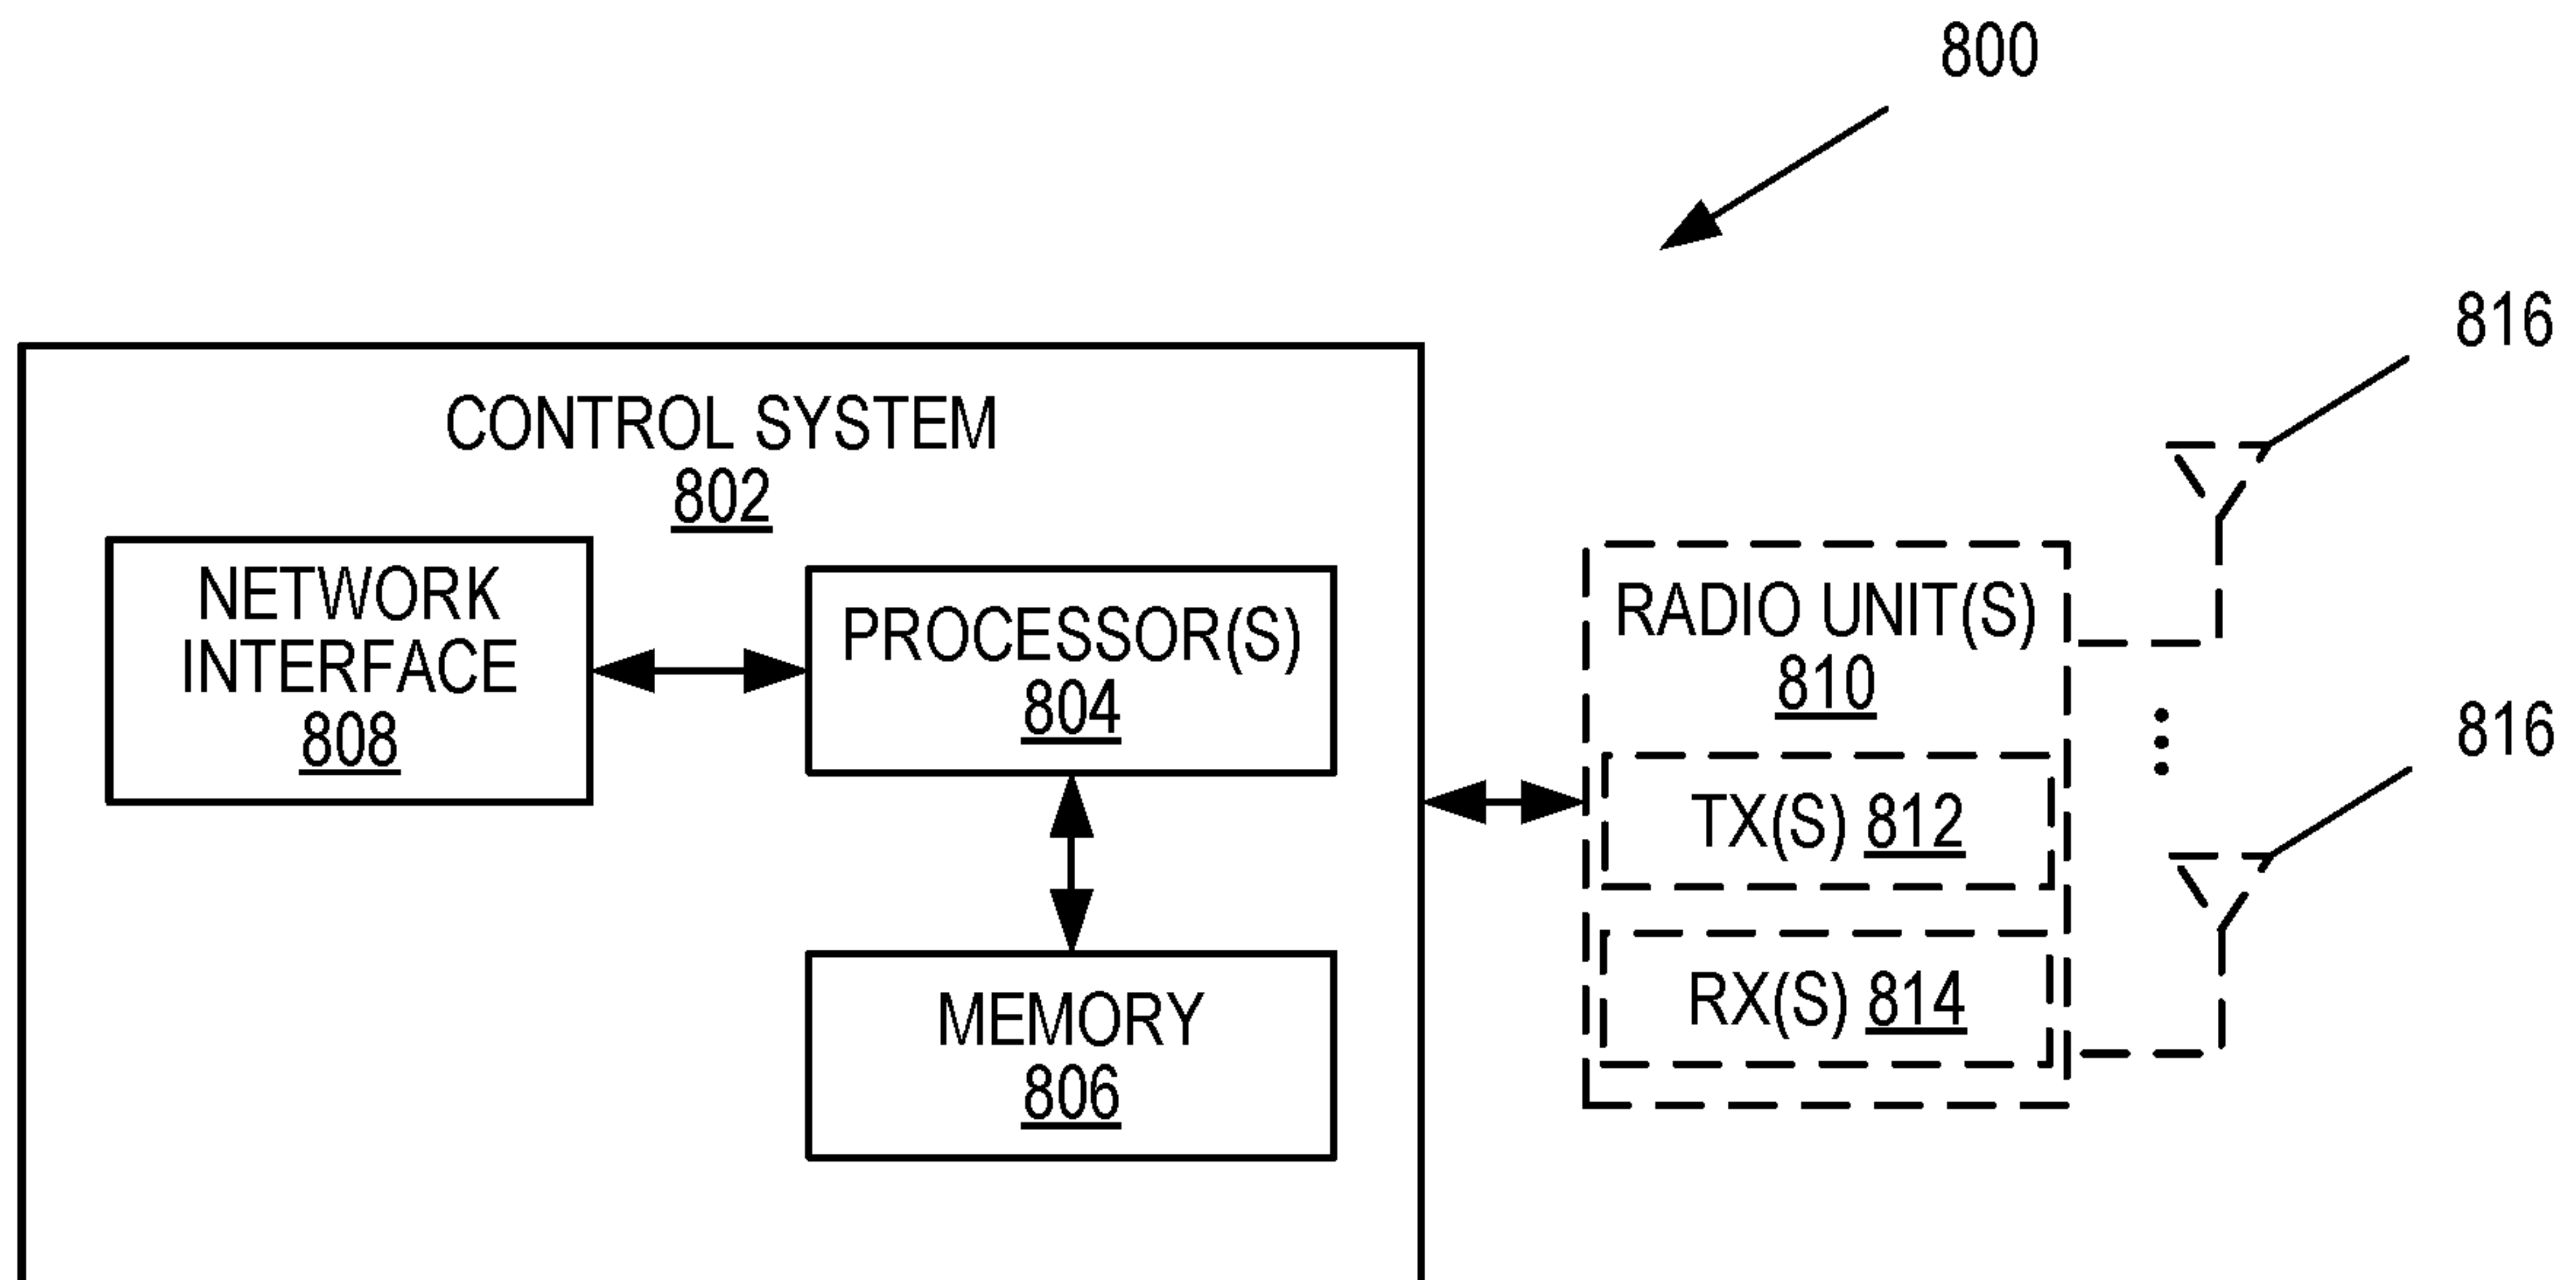 800
816
CONTROL SYSTEM
802
NETWORK
INTERFACE
808
PROCESSOR(S)
804
MEMORY
806
RADIO UNIT(S)
810
TX(S) 812
RX(S) 814
816